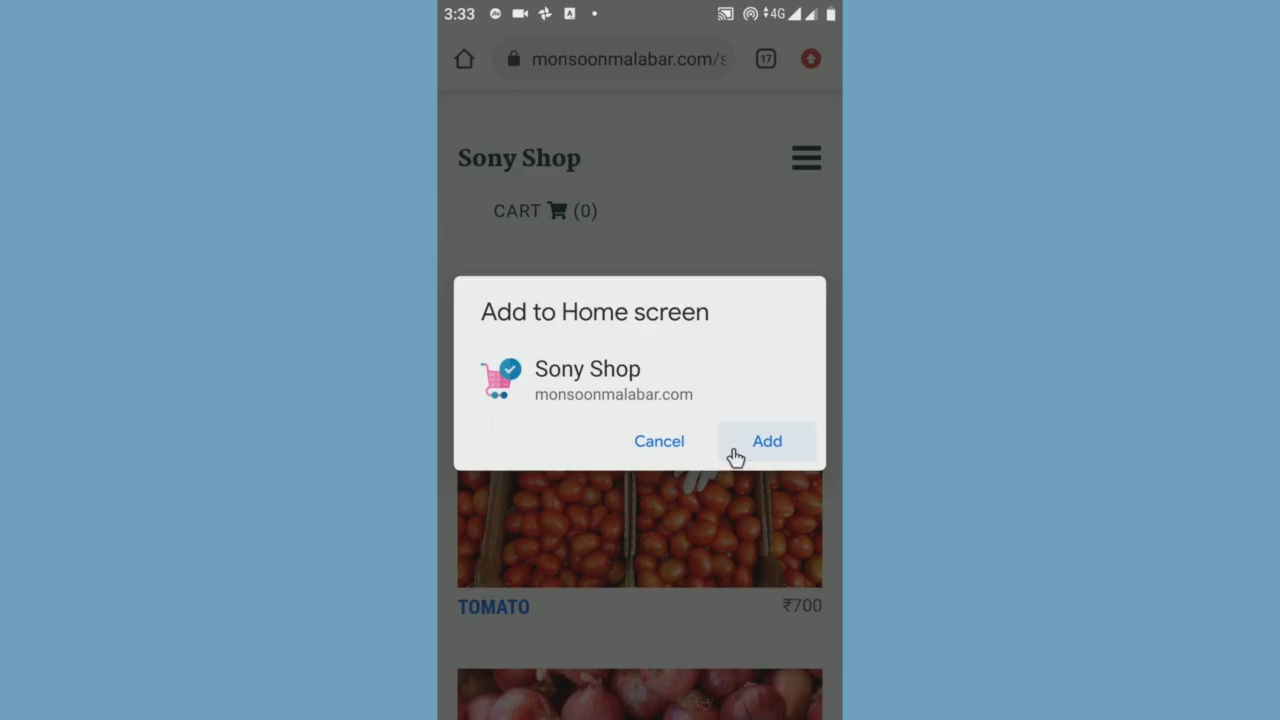 3:33
4G
monsoonmalabar.com/s
17
Sony Shop
CART (0)
Add to Home screen
Sony Shop
monsoonmalabar.com
Cancel
Add
TOMATO
₹700